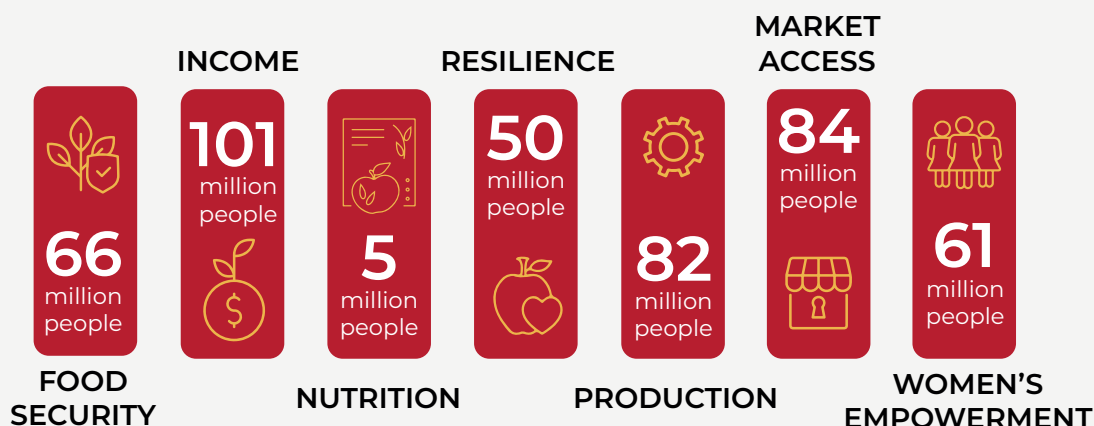 FOOD
SECURITY
66
million
people
INCOME
101
million
people
NUTRITION
5
million
people
RESILIENCE
50
million
people
PRODUCTION
82
million
people
MARKET
ACCESS
84
million
people
WOMEN’S
EMPOWERMENT
61
million
people